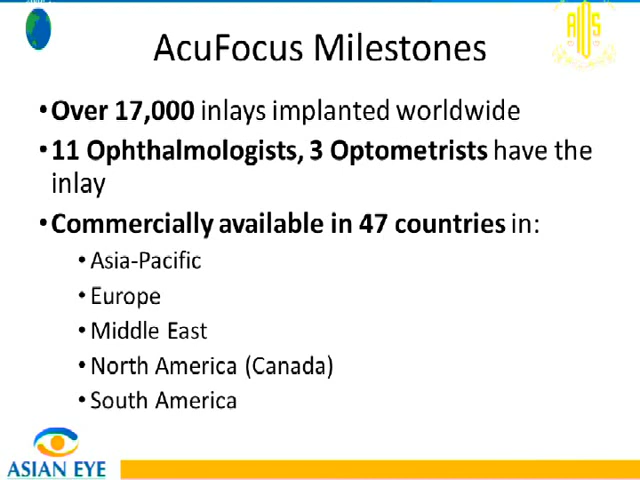 AcuFocus Milestones
•Over 17,000 inlays implanted worldwide
•11 Ophthalmologists, 3 Optometrists have the
inlay
•Commercially available in 47 countries in:
•Asia-Pacific
•Europe
•Middle East
•North America (Canada)
•South America
ASIAN EYE